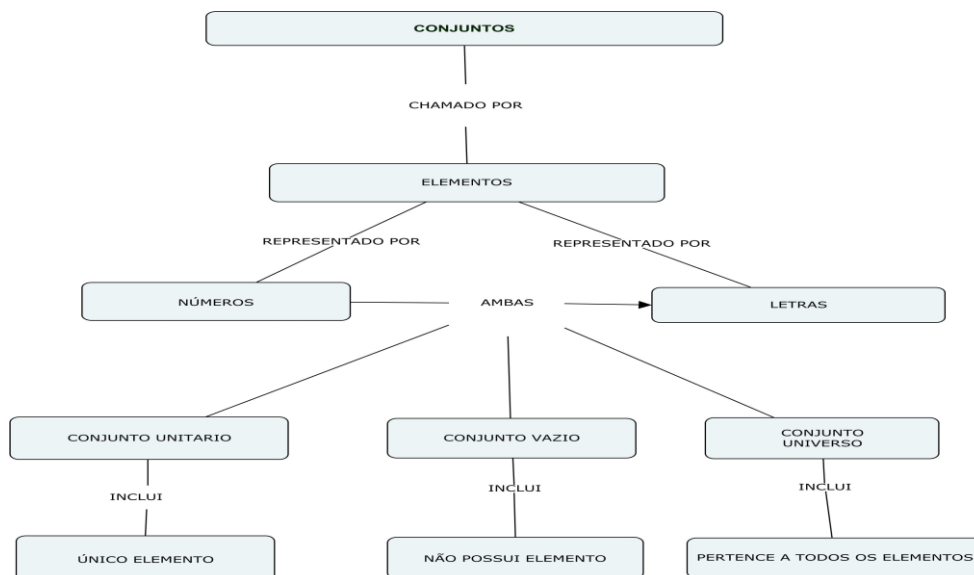 CONJUNTOS
CHAMADO POR
ELEMENTOS
REPRESENTADO POR
REPRESENTADO POR
NÚMEROS
AMBAS
LETRAS
CONJUNTO UNITARIO
CONJUNTO VAZIO
CONJUNTO
UNIVERSO
INCLUI
INCLUI
INCLUI
ÚNICO ELEMENTO
NÃO POSSUI ELEMENTO
PERTENCE A TODOS OS ELEMENTOS